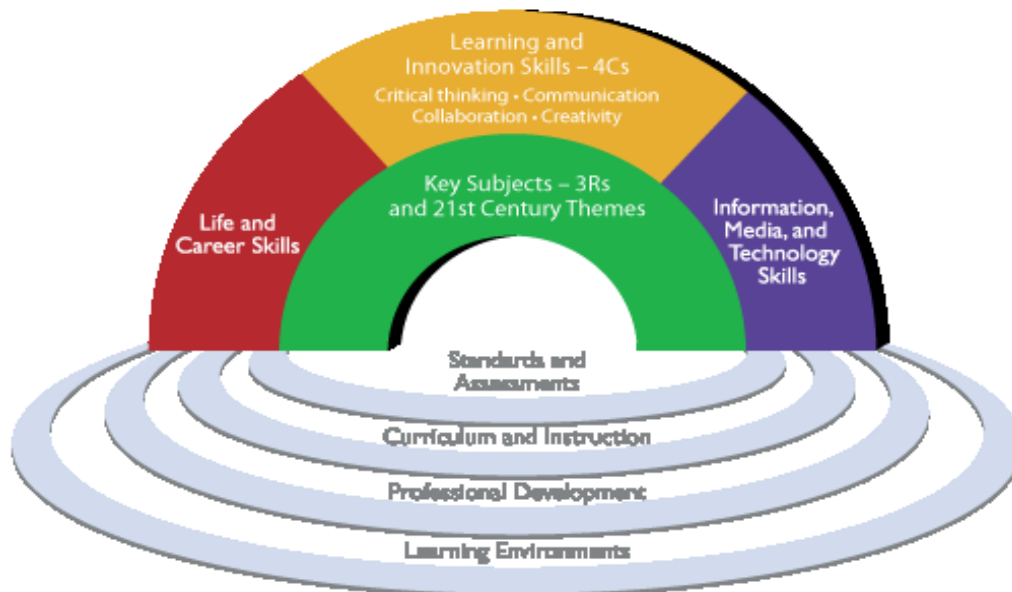 Learning and
Innovation Skills – 4Cs
Critical thinking • Communication
Collaboration • Creativity
Key Subjects – 3Rs
and 21st Century Themes
Life and
Career Skills
Information,
Media, and
Technology
Skills
Standards and
Assessments
Curriculum and Instruction
Professional Development
Learning Environments